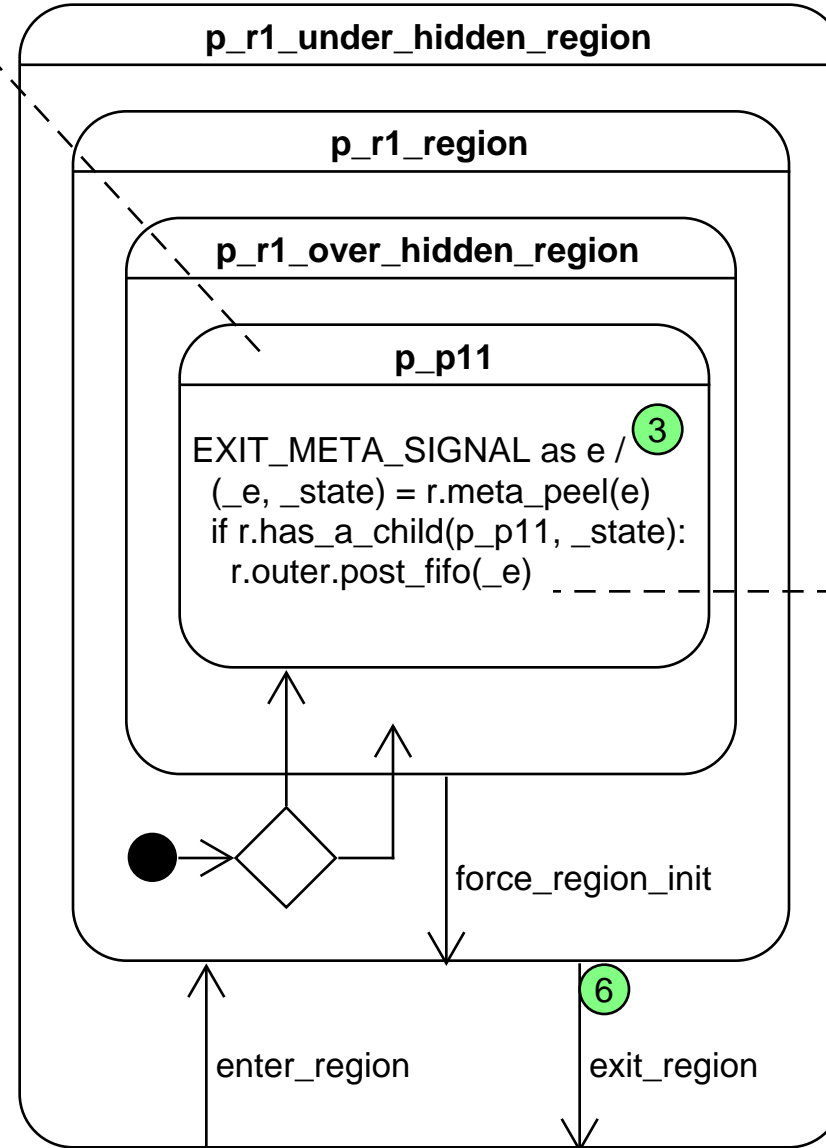 p_r1_under_hidden_region
p_r1_region
p_r1_over_hidden_region
p_p11
3
EXIT_META_SIGNAL as e /
(_e, _state) = r.meta_peel(e)
if r.has_a_child(p_p11, _state):
r.outer.post_fifo(_e)
force_region_init
6
enter_region
exit_region